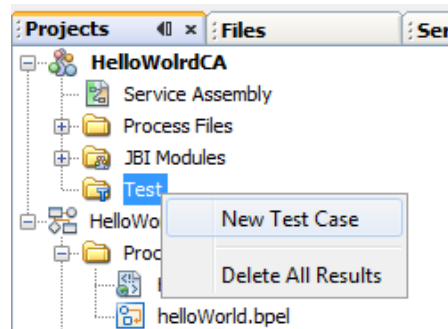 Projects
Files
Ser
HelloWolrdCA
Service Assembly
Process Files
JBI Modules
Test
New Test Case
HelloWo
Proc
Delete All Results
helloWorld.bpel